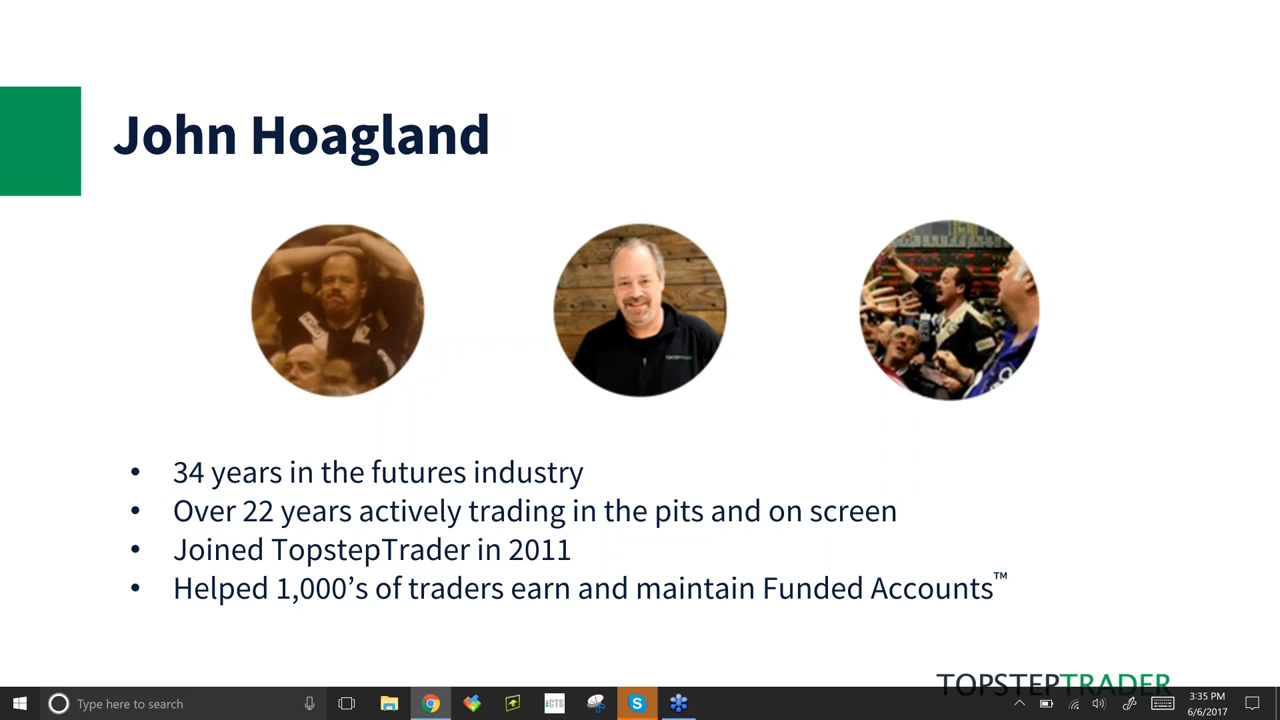 John Hoagland
• 34 years in the futures industry
• Over 22 years actively trading in the pits and on screen
• Joined TopstepTrader in 2011
• Helped 1,000’s of traders earn and maintain Funded Accounts™
TOPSTEPTRADER
Type here to search
:CTS
S
3:35 PM
6/6/2017